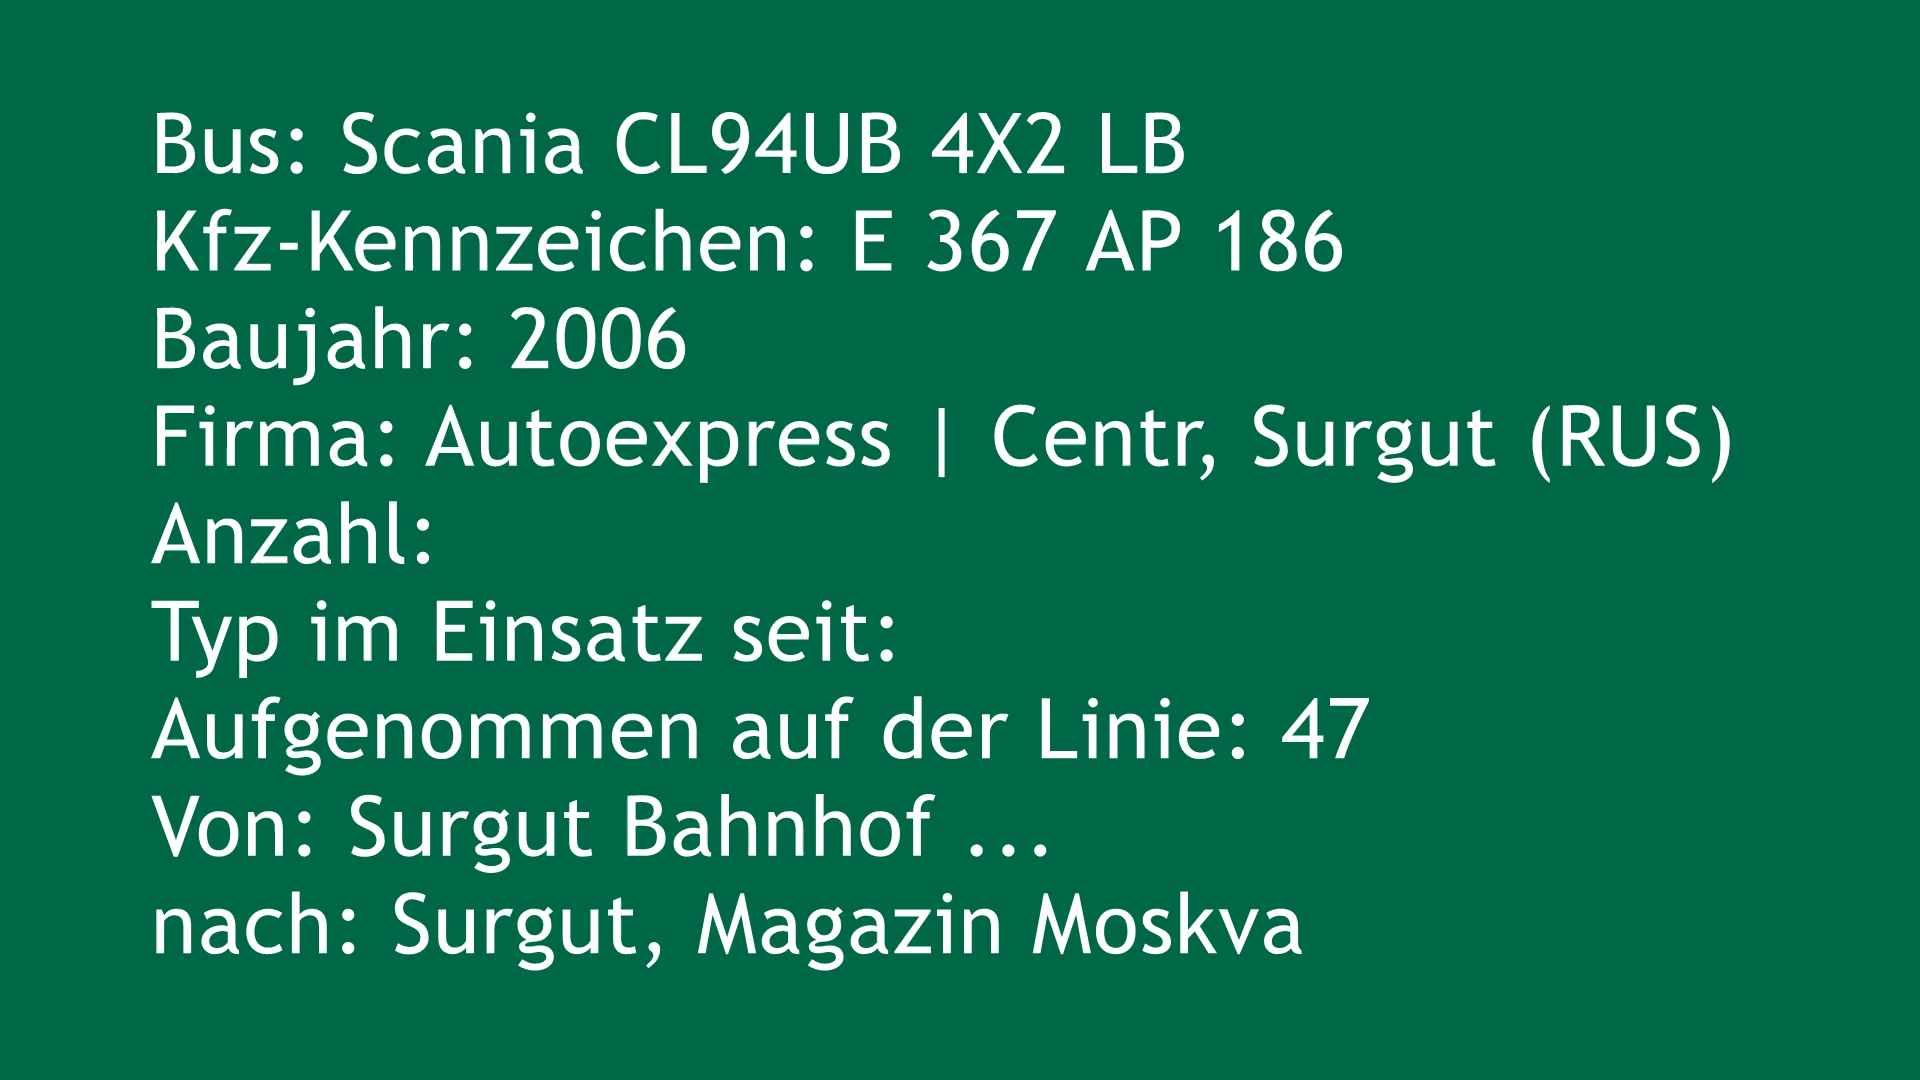 Bus: Scania CL94UB 4X2 LB
Kfz-Kennzeichen: E 367 AP 186
Baujahr: 2006
Firma: Autoexpress | Centr, Surgut (RUS)
Anzahl:
Typ im Einsatz seit:
Aufgenommen auf der Linie: 47
Von: Surgut Bahnhof ...
nach: Surgut, Magazin Moskva